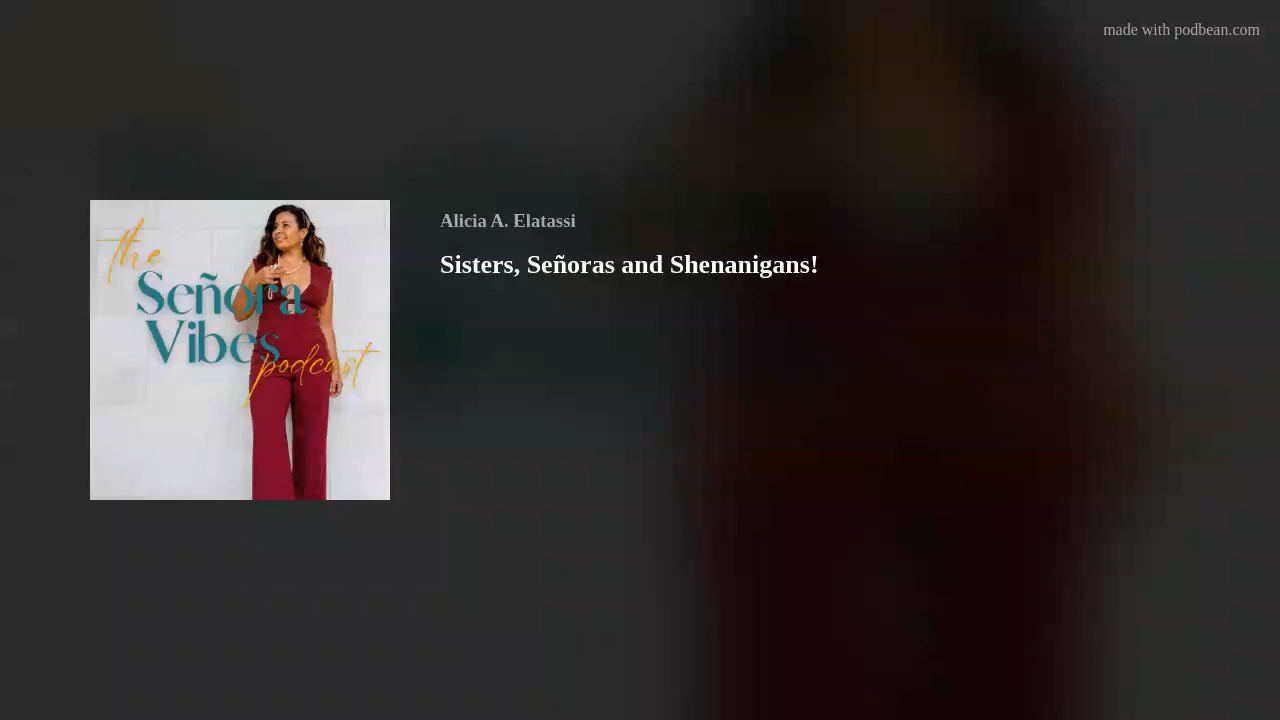 made with podbean.com
the
Señora
Vibes
podcast
Alicia A. Elatassi
Sisters, Señoras and Shenanigans!